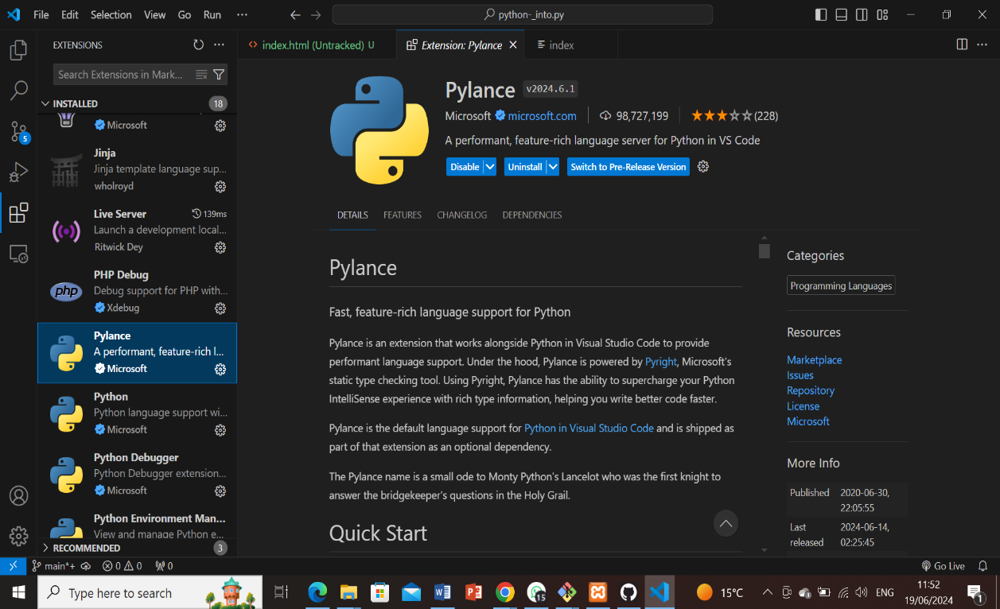 File Edit Selection View Go Run ···
python-_into.py
EXTENSIONS
Search Extensions in Mark...
INSTALLED 18
Microsoft
Jinja
Jinja template language sup...
wholroyd
Live Server 139ms
Launch a development local...
Ritwick Dey
PHP Debug
Debug support for PHP with...
php
Xdebug
Pylance
A performant, feature-rich l...
Microsoft
Python
Python language support wi...
Microsoft
Python Debugger
Python Debugger extension...
Microsoft
Python Environment Man...
View and manage Python e...
RECOMMENDED 3
5
index.html (Untracked) U
Extension: Pylance
index
Pylance v2024.6.1
Microsoft microsoft.com 98,727,199 (228)
A performant, feature-rich language server for Python in VS Code
Disable Uninstall Switch to Pre-Release Version
DETAILS FEATURES CHANGELOG DEPENDENCIES
Pylance
Fast, feature-rich language support for Python
Pylance is an extension that works alongside Python in Visual Studio Code to provide
performant language support. Under the hood, Pylance is powered by Pyright, Microsoft's
static type checking tool. Using Pyright, Pylance has the ability to supercharge your Python
IntelliSense experience with rich type information, helping you write better code faster.
Pylance is the default language support for Python in Visual Studio Code and is shipped as
part of that extension as an optional dependency.
The Pylance name is a small ode to Monty Python's Lancelot who was the first knight to
answer the bridgekeeper's questions in the Holy Grail.
Quick Start
Categories
Programming Languages
Resources
Marketplace
Issues
Repository
License
Microsoft
More Info
Published 2020-06-30,
22:05:55
Last 2024-06-14,
released 02:25:45
main*+ 0 0 0 Go Live
Type here to search
15
15°C
ENG
11:52
19/06/2024
1